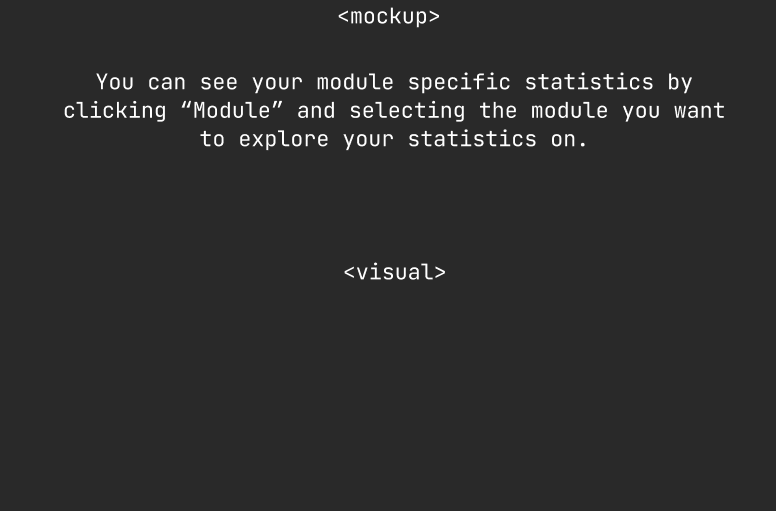 <mockup>
You can see your module specific statistics by
clicking “Module” and selecting the module you want
to explore your statistics on.
<visual>